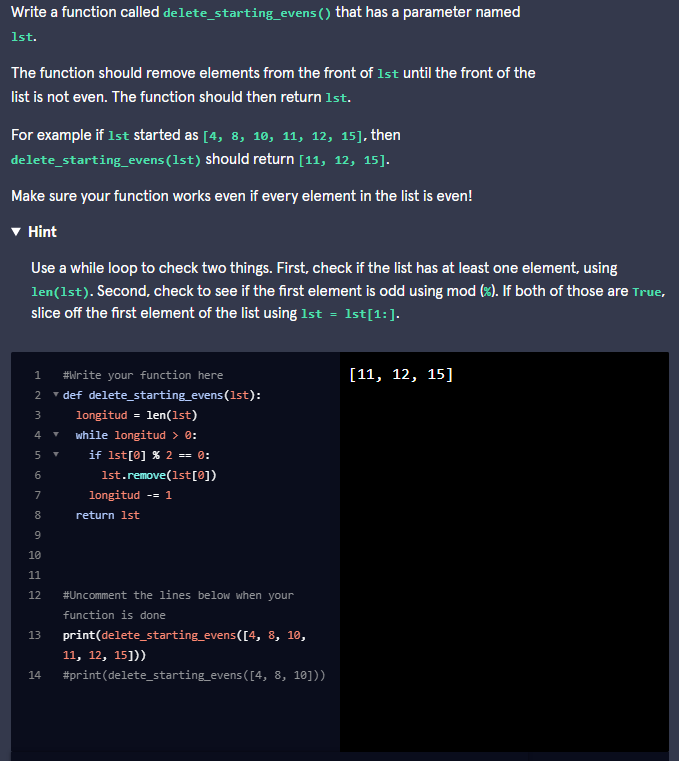 Write a function called delete_starting_evens() that has a parameter named
lst.
The function should remove elements from the front of lst until the front of the
list is not even. The function should then return lst.
For example if lst started as [4, 8, 10, 11, 12, 15], then
delete_starting_evens(lst) should return [11, 12, 15].
Make sure your function works even if every element in the list is even!
▼ Hint
Use a while loop to check two things. First, check if the list has at least one element, using
len(lst). Second, check to see if the first element is odd using mod (%). If both of those are True,
slice off the first element of the list using lst = lst[1:].
1 #Write your function here
2 ▼ def delete_starting_evens(lst):
3 longitud = len(lst)
4 ▼ while longitud > 0:
5 ▼ if lst[0] % 2 == 0:
6 lst.remove(lst[0])
7 longitud -= 1
8 return lst
9
10
11
12 #Uncomment the lines below when your
function is done
13 print(delete_starting_evens([4, 8, 10,
11, 12, 15]))
14 #print(delete_starting_evens([4, 8, 10]))
[11, 12, 15]